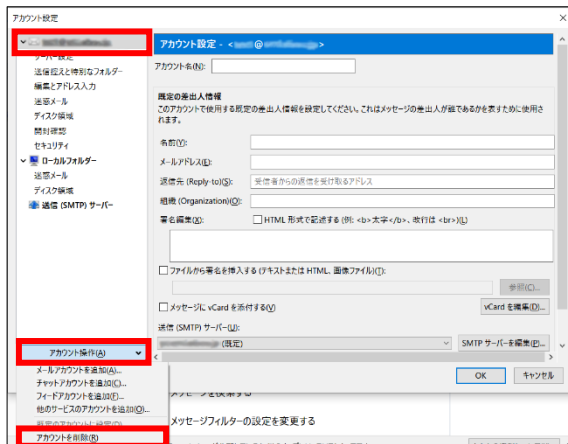 アカウント設定
サーバー設定
送信控えと特別なフォルダー
編集とアドレス入力
迷惑メール
ディスク領域
開封確認
セキュリティ
ローカルフォルダー
迷惑メール
ディスク領域
送信 (SMTP) サーバー
アカウント操作(A)
メールアカウントを追加(A)...
チャットアカウントを追加(C)...
フィードアカウントを追加(F)...
他のサービスのアカウントを追加(O)...
既定のアカウントに設定(D)
アカウントを削除(R)
アカウント設定 - < @ >
アカウント名(N):
既定の差出人情報
このアカウントで使用する既定の差出人情報を設定してください。これはメッセージの差出人が誰であるかを表すために使用さ
れます。
名前(Y):
メールアドレス(E):
返信先 (Reply-to)(S): 受信者からの返信を受け取るアドレス
組織 (Organization)(O):
署名編集(X): HTML 形式で記述する (例: <b>太字</b>、改行は <br>)(L)
ファイルから署名を挿入する (テキストまたは HTML、画像ファイル)(T):
参照(C)...
メッセージに vCard を添付する(V) vCard を編集(D)...
送信 (SMTP) サーバー(U):
(既定) SMTP サーバーを編集(P)...
OK キャンセル
メッセージを検索する
メッセージフィルターの設定を変更する